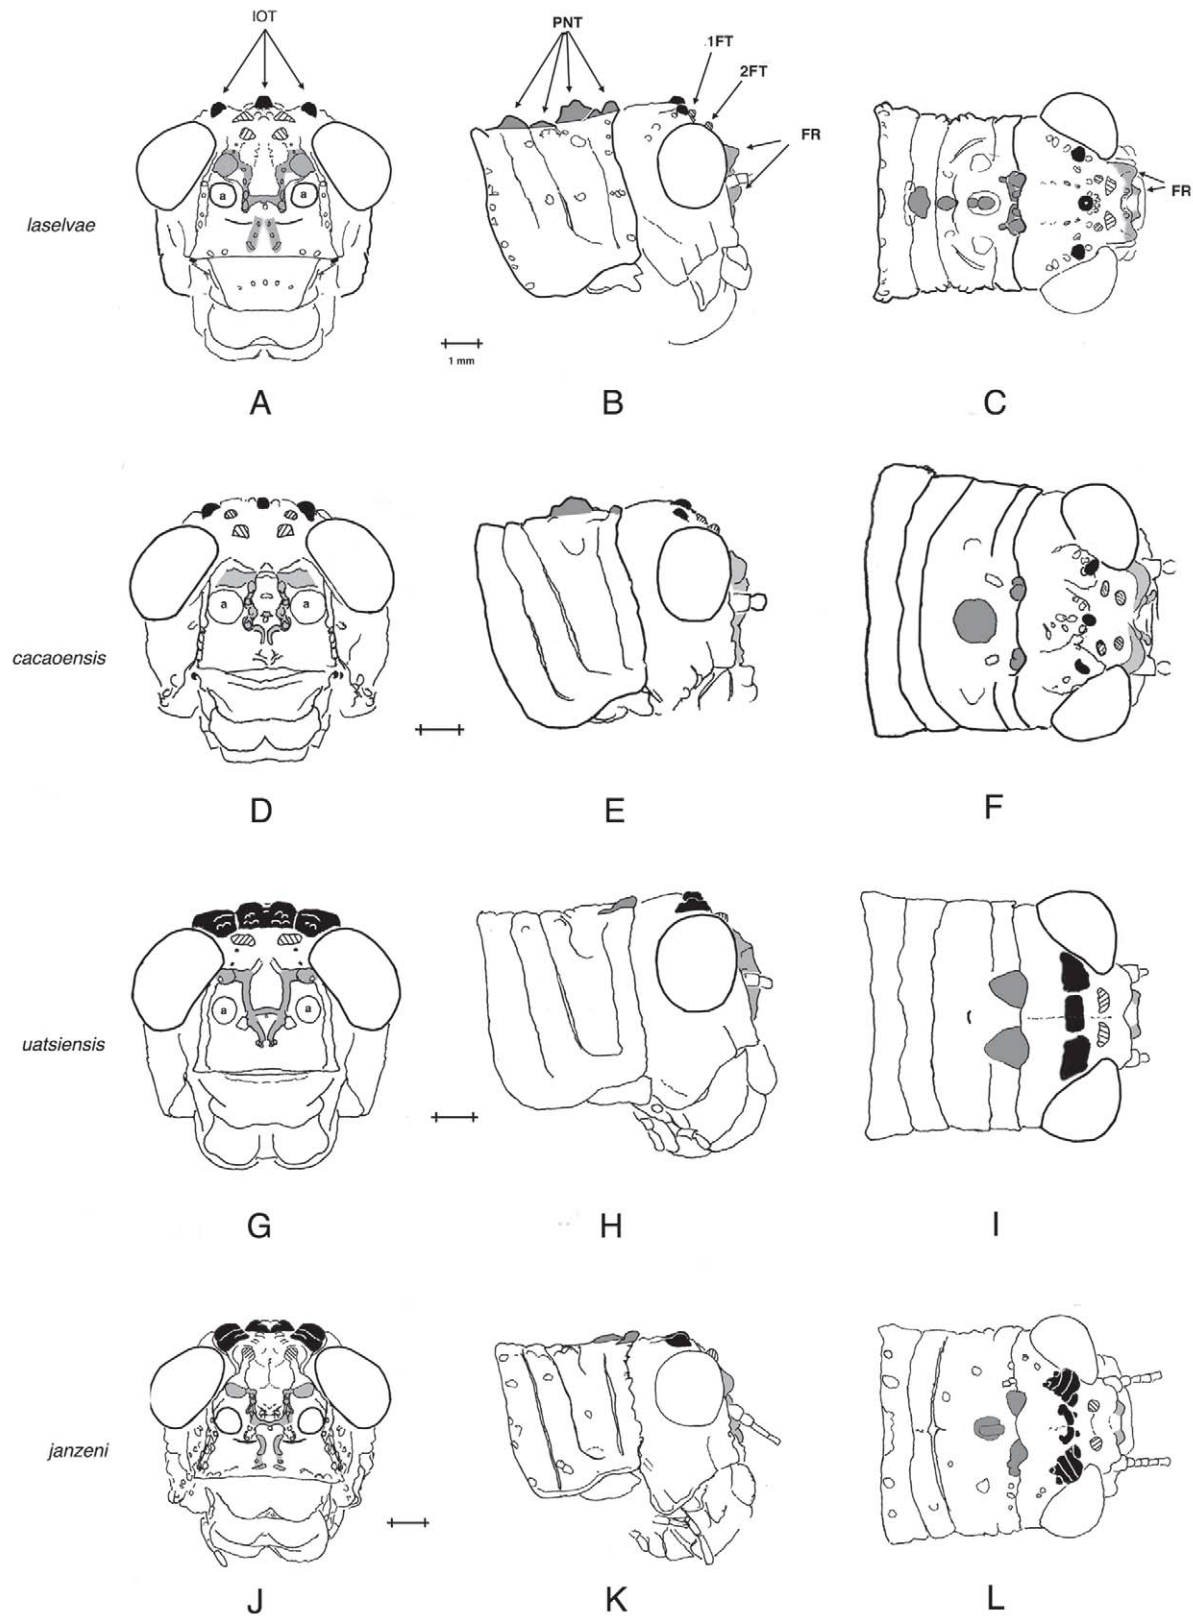 IOT
PNT
1FT
2FT
FR
FR
laselvae
a a
1 mm
A B C
cacaoensis
a a
D E F
uatsiensis
a a
G H I
janzeni
J K L